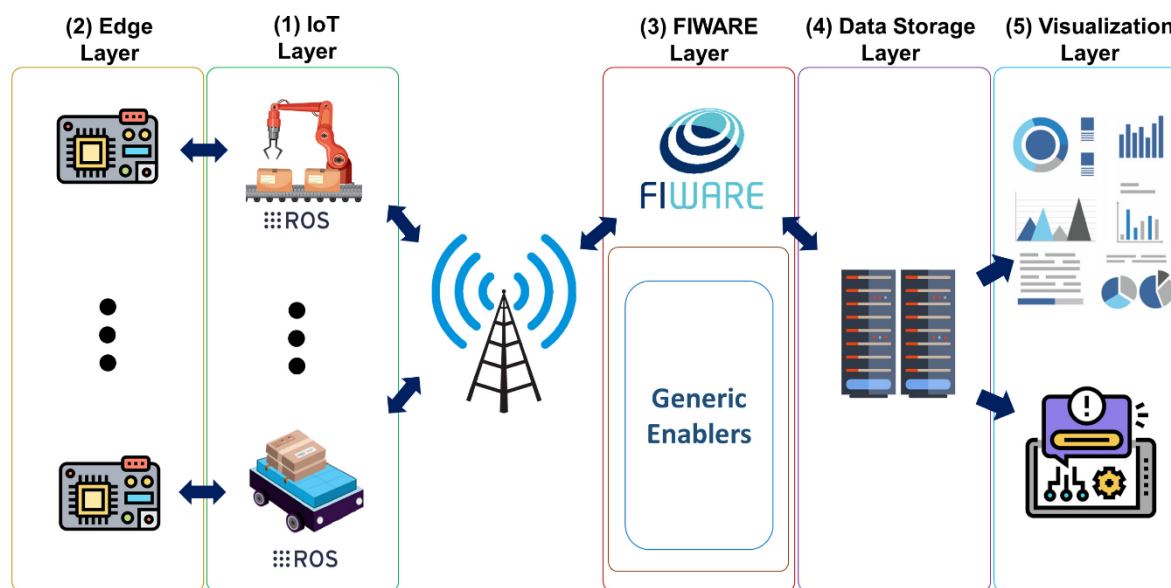 (2) Edge
Layer
(1) IoT
Layer
(3) FIWARE
Layer
(4) Data Storage
Layer
(5) Visualization
Layer
ROS
FIWARE
Generic
Enablers
ROS